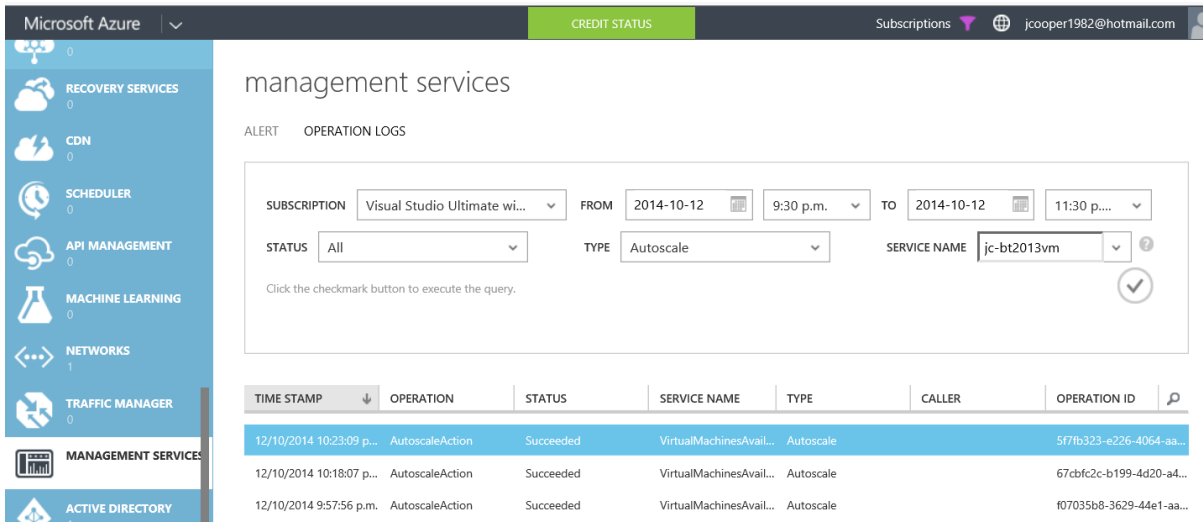 Microsoft Azure CREDIT STATUS Subscriptions jcooper1982@hotmail.com
0
RECOVERY SERVICES
0
CDN
0
SCHEDULER
0
API MANAGEMENT
0
MACHINE LEARNING
0
NETWORKS
1
TRAFFIC MANAGER
0
MANAGEMENT SERVICES
ACTIVE DIRECTORY
management services
ALERT OPERATION LOGS
SUBSCRIPTION Visual Studio Ultimate wi... FROM 2014-10-12 9:30 p.m. TO 2014-10-12 11:30 p....
STATUS All TYPE Autoscale SERVICE NAME jc-bt2013vm ?
Click the checkmark button to execute the query.
TIME STAMP OPERATION STATUS SERVICE NAME TYPE CALLER OPERATION ID
12/10/2014 10:23:09 p... AutoscaleAction Succeeded VirtualMachinesAvail... Autoscale 5f7fb323-e226-4064-aa...
12/10/2014 10:18:07 p... AutoscaleAction Succeeded VirtualMachinesAvail... Autoscale 67cbfc2c-b199-4d20-a4...
12/10/2014 9:57:56 p.m. AutoscaleAction Succeeded VirtualMachinesAvail... Autoscale f07035b8-3629-44e1-aa...